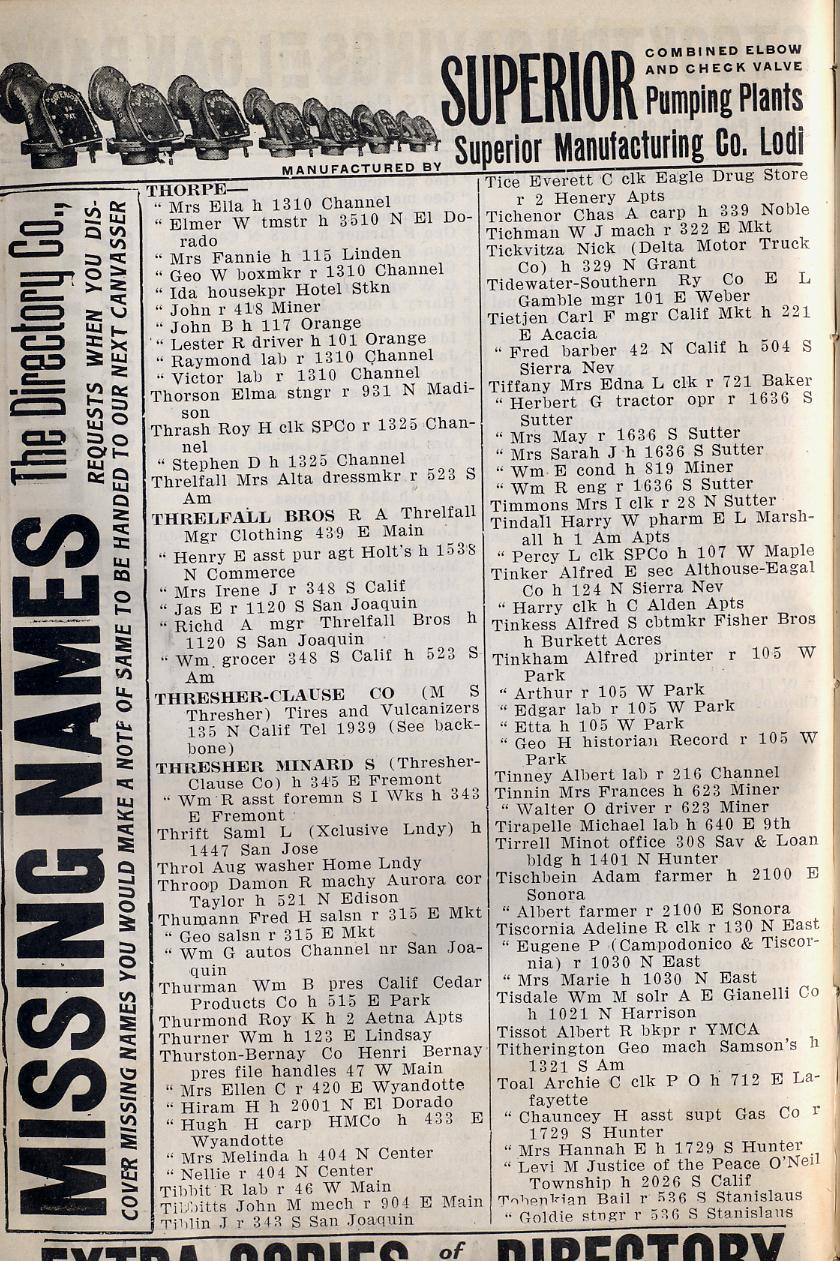 SUPERIOR
COMBINED ELBOW
AND CHECK VALVE
Pumping Plants
MANUFACTURED BY
Superior Manufacturing Co. Lodi
MISSING NAMES The Directory Co.,
COVER MISSING NAMES YOU WOULD MAKE A NOTE OF SAME TO BE HANDED TO OUR NEXT CANVASSER
REQUESTS WHEN YOU DIS-
THORPE—
“ Mrs Ella h 1310 Channel
“ Elmer W tmstr h 3510 N El Do-
rado
“ Mrs Fannie h 115 Linden
“ Geo W boxmkr r 1310 Channel
“ Ida housekpr Hotel Stkn
“ John r 418 Miner
“ John B h 117 Orange
“ Lester R driver h 101 Orange
“ Raymond lab r 1310 Channel
“ Victor lab r 1310 Channel
Thorson Elma stngr r 931 N Madi-
son
Thrash Roy H clk SPCo r 1325 Chan-
nel
“ Stephen D h 1325 Channel
Threlfall Mrs Alta dressmkr r 523 S
Am
THRELFALL BROS R A Threlfall
Mgr Clothing 439 E Main
“ Henry E asst pur agt Holt's h 1538
N Commerce
“ Mrs Irene J r 348 S Calif
“ Jas E r 1120 S San Joaquin
“ Richd A mgr Threlfall Bros h
1120 S San Joaquin
“ Wm grocer 348 S Calif h 523 S
Am
THRESHER-CLAUSE CO (M S
Thresher) Tires and Vulcanizers
135 N Calif Tel 1939 (See back-
bone)
THRESHER MINARD S (Thresher-
Clause Co) h 345 E Fremont
“ Wm R asst foremn S I Wks h 343
E Fremont
Thrift Saml L (Xclusive Lndy) h
1447 San Jose
Throl Aug washer Home Lndy
Throop Damon R machy Aurora cor
Taylor h 521 N Edison
Thumann Fred H salsn r 315 E Mkt
“ Geo salsn r 315 E Mkt
“ Wm G autos Channel nr San Joa-
quin
Thurman Wm B pres Calif Cedar
Products Co h 515 E Park
Thurmond Roy K h 2 Aetna Apts
Thurner Wm h 123 E Lindsay
Thurston-Bernay Co Henri Bernay
pres file handles 47 W Main
“ Mrs Ellen C r 420 E Wyandotte
“ Hiram H h 2001 N El Dorado
“ Hugh H carp HMCo h 433 E
Wyandotte
“ Mrs Melinda h 404 N Center
“ Nellie r 404 N Center
Tibbit R lab r 46 W Main
Tibbitts John M mech r 904 E Main
Tiblin J r 343 S San Joaquin
Tice Everett C clk Eagle Drug Store
r 2 Henery Apts
Tichenor Chas A carp h 339 Noble
Tichman W J mach r 322 E Mkt
Tickvitza Nick (Delta Motor Truck
Co) h 329 N Grant
Tidewater-Southern Ry Co E L
Gamble mgr 101 E Weber
Tietjen Carl F mgr Calif Mkt h 221
E Acacia
“ Fred barber 42 N Calif h 504 S
Sierra Nev
Tiffany Mrs Edna L clk r 721 Baker
“ Herbert G tractor opr r 1636 S
Sutter
“ Mrs May r 1636 S Sutter
“ Mrs Sarah J h 1636 S Sutter
“ Wm E cond h 819 Miner
“ Wm R eng r 1636 S Sutter
Timmons Mrs I clk r 28 N Sutter
Tindall Harry W pharm E L Marsh-
all h 1 Am Apts
“ Percy L clk SPCo h 107 W Maple
Tinker Alfred E sec Althouse-Eagal
Co h 124 N Sierra Nev
“ Harry clk h C Alden Apts
Tinkess Alfred S cbtmkr Fisher Bros
h Burkett Acres
Tinkham Alfred printer r 105 W
Park
“ Arthur r 105 W Park
“ Edgar lab r 105 W Park
“ Etta h 105 W Park
“ Geo H historian Record r 105 W
Park
Tinney Albert lab r 216 Channel
Tinnin Mrs Frances h 623 Miner
“ Walter O driver r 623 Miner
Tirapelle Michael lab h 640 E 9th
Tirrell Minot office 308 Sav & Loan
bldg h 1401 N Hunter
Tischbein Adam farmer h 2100 E
Sonora
“ Albert farmer r 2100 E Sonora
Tiscornia Adeline R clk r 130 N East
“ Eugene P (Campodonico & Tiscor-
nia) r 1030 N East
“ Mrs Marie h 1030 N East
Tisdale Wm M solr A E Gianelli Co
h 1021 N Harrison
Tissot Albert R bkpr r YMCA
Titherington Geo mach Samson's h
1321 S Am
Toal Archie C clk P O h 712 E La-
fayette
“ Chauncey H asst supt Gas Co r
1729 S Hunter
“ Mrs Hannah E h 1729 S Hunter
“ Levi M Justice of the Peace O'Neil
Township h 2026 S Calif
Tobenkian Bail r 536 S Stanislaus
“ Goldie stngr r 536 S Stanislaus
EXTRA COPIES of DIRECTORY